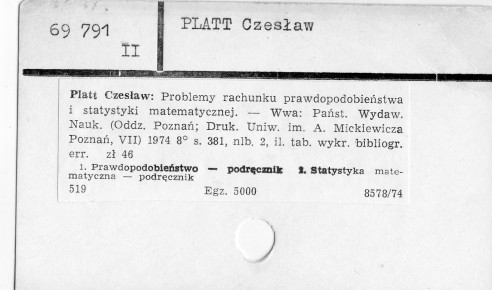 69 791
II
PLATT Czesław
Platt Czesław: Problemy rachunku prawdopodobieństwa
i statystyki matematycznej. — Wwa: Państ. Wydaw.
Nauk. (Oddz. Poznań; Druk. Uniw. im. A. Mickiewicza
Poznań, VII) 1974 8° s. 381, nlb. 2, il. tab. wykr. bibliogr.
err. zł 46
1. Prawdopodobieństwo — podręcznik 2. Statystyka mate-
matyczna — podręcznik
519 Egz. 5000 8578/74